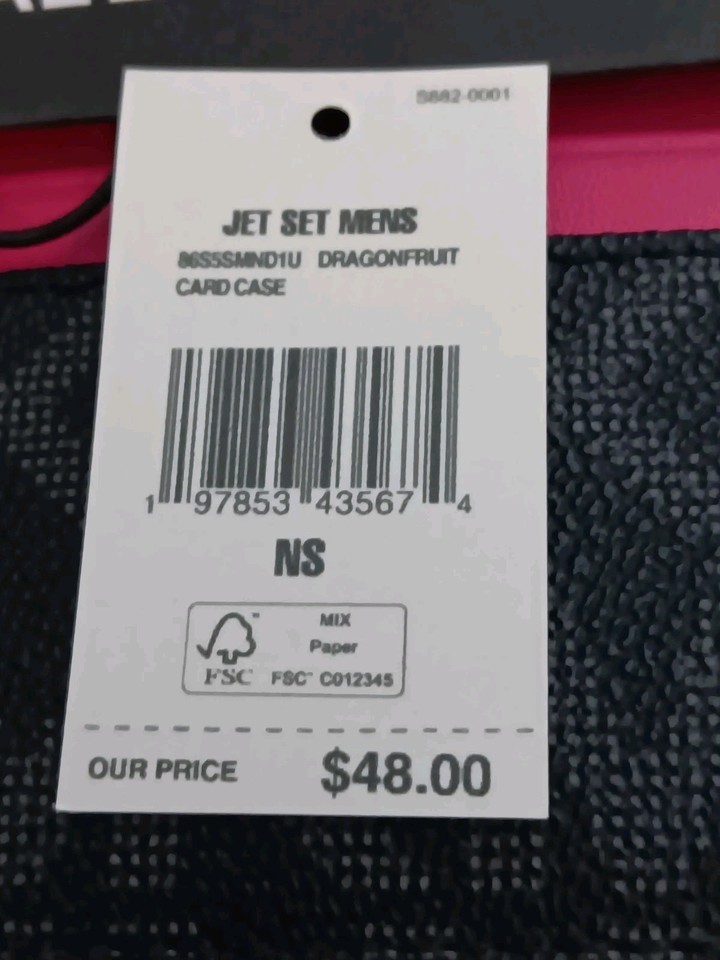 S882-0001
JET SET MENS
86S5SMND1U DRAGONFRUIT
CARD CASE
1 97853 43567 4
NS
MIX
Paper
FSC FSC™ C012345
OUR PRICE $48.00